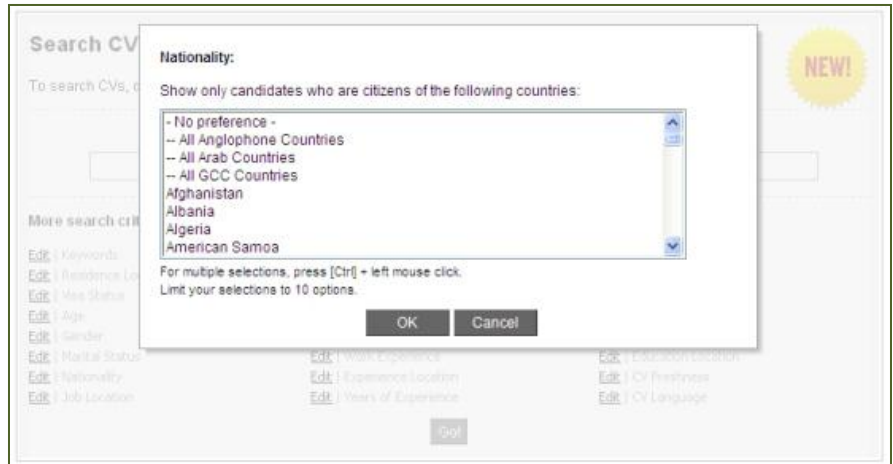 Search CV
NEW!
To search CVs, c
Nationality:
Show only candidates who are citizens of the following countries:
- No preference -
-- All Anglophone Countries
-- All Arab Countries
-- All GCC Countries
Afghanistan
Albania
Algeria
American Samoa
For multiple selections, press [Ctrl] + left mouse click.
Limit your selections to 10 options.
OK Cancel
More search crit
Edit | Keywords
Edit | Residence Lo
Edit | Visa Status
Edit | Age
Edit | Gender
Edit | Marital Status Edit | Work Experience Edit | Education Location
Edit | Nationality Edit | Experience Location Edit | CV Freshness
Edit | Job Location Edit | Years of Experience Edit | CV Language
Go!